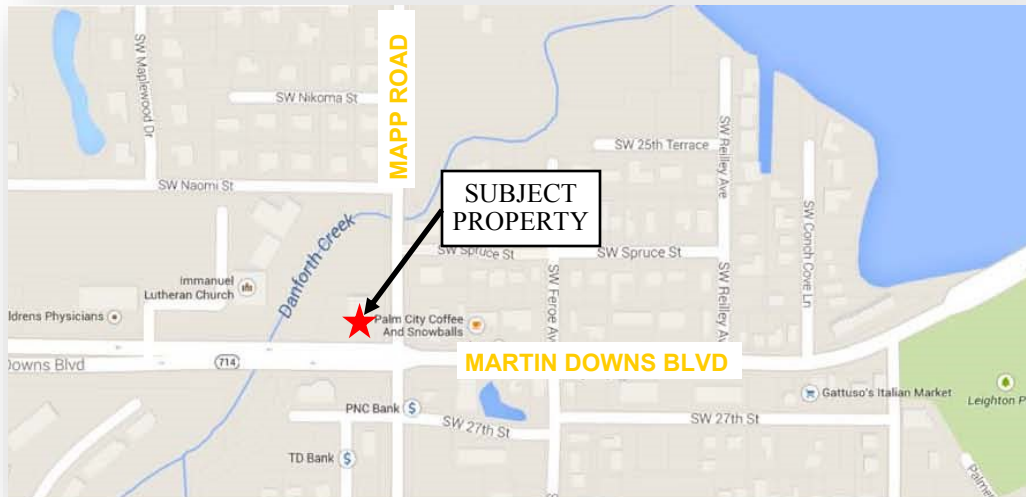 SW Maplewood Dr
SW Nikoma St
MAPP ROAD
SW 25th Terrace
SW Reilley Ave
SW Naomi St
SUBJECT
PROPERTY
SW Conch Cove Ln
Danforth Creek
SW Spruce St
SW Spruce St
Immanuel
Lutheran Church
SW Feroe Av
SW Reilley Av
ldrens Physicians
Palm City Coffee
And Snowballs
Downs Blvd
714
MARTIN DOWNS BLVD
Gattuso's Italian Market
Leighton P
PNC Bank
$
SW 27th St
SW 27th St
TD Bank
$
SW F
Palm